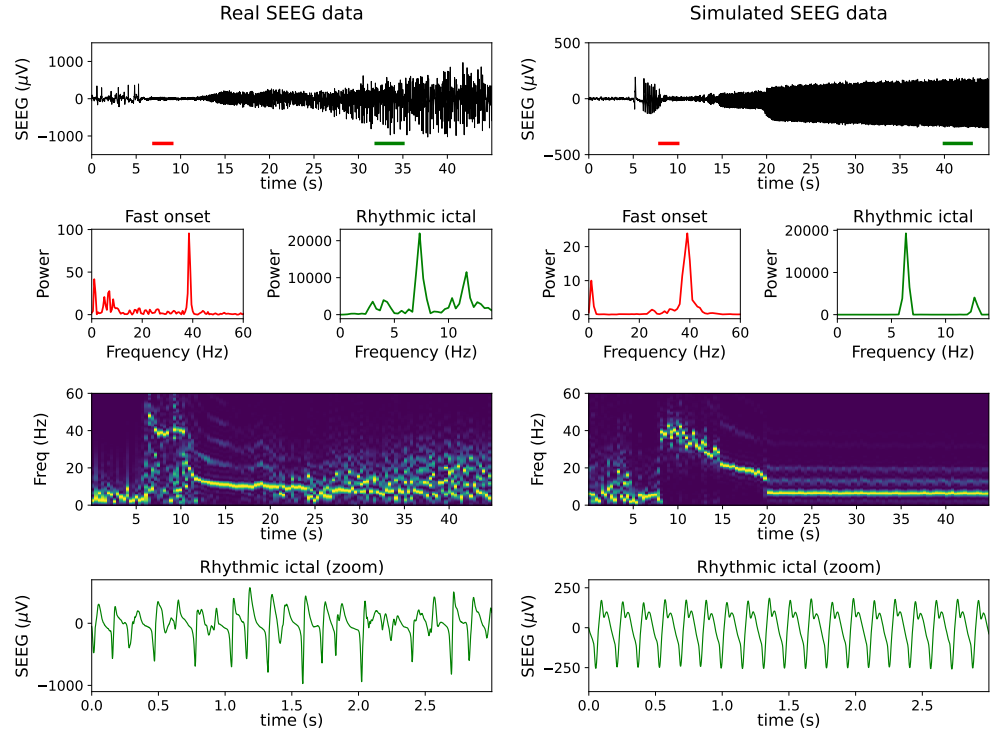 Real SEEG data Simulated SEEG data
SEEG (μV) 1000 0 −1000 SEEG (μV) 500 0 −500
0 5 10 15 20 25 30 35 40 0 5 10 15 20 25 30 35 40
time (s) time (s)
Fast onset Rhythmic ictal Fast onset Rhythmic ictal
Power 100 50 0 Power 20000 10000 0 Power 20 10 0 Power 20000 10000 0
0 20 40 60 0 5 10 0 20 40 60 0 5 10
Frequency (Hz) Frequency (Hz) Frequency (Hz) Frequency (Hz)
Freq (Hz) 60 40 20 0 Freq (Hz) 60 40 20 0
5 10 15 20 25 30 35 40 5 10 15 20 25 30 35 40
time (s) time (s)
Rhythmic ictal (zoom) Rhythmic ictal (zoom)
SEEG (μV) 0 −1000 SEEG (μV) 250 0 −250
0.0 0.5 1.0 1.5 2.0 2.5 0.0 0.5 1.0 1.5 2.0 2.5
time (s) time (s)